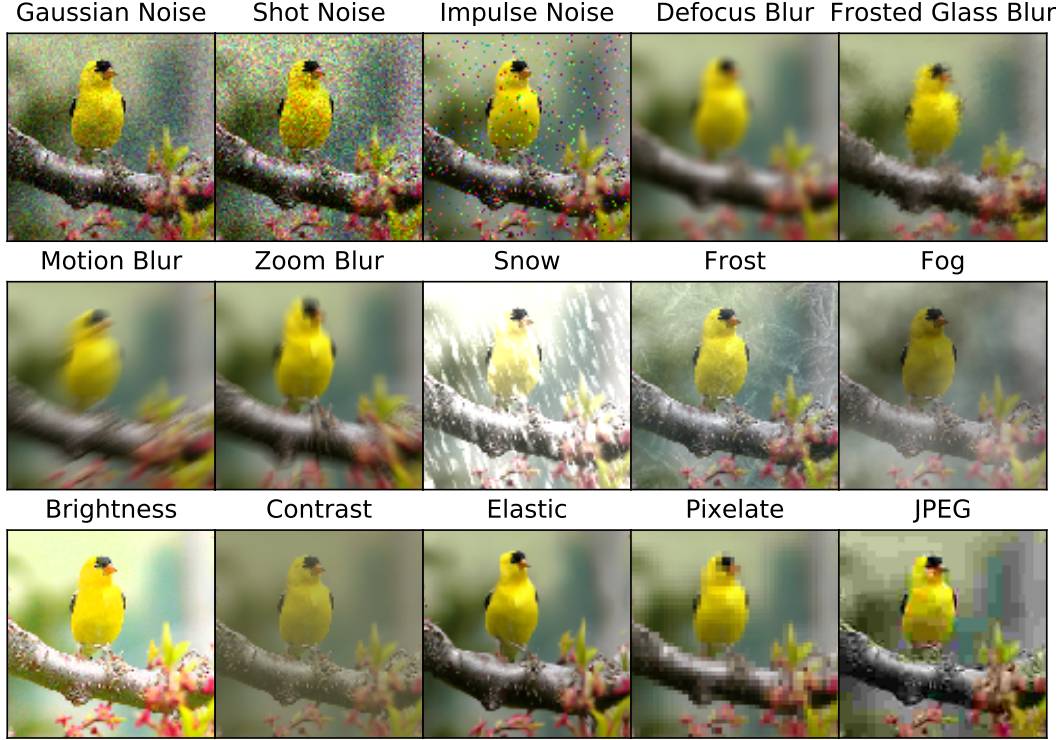 Gaussian Noise Shot Noise Impulse Noise Defocus Blur Frosted Glass Blur
Motion Blur Zoom Blur Snow Frost Fog
Brightness Contrast Elastic Pixelate JPEG